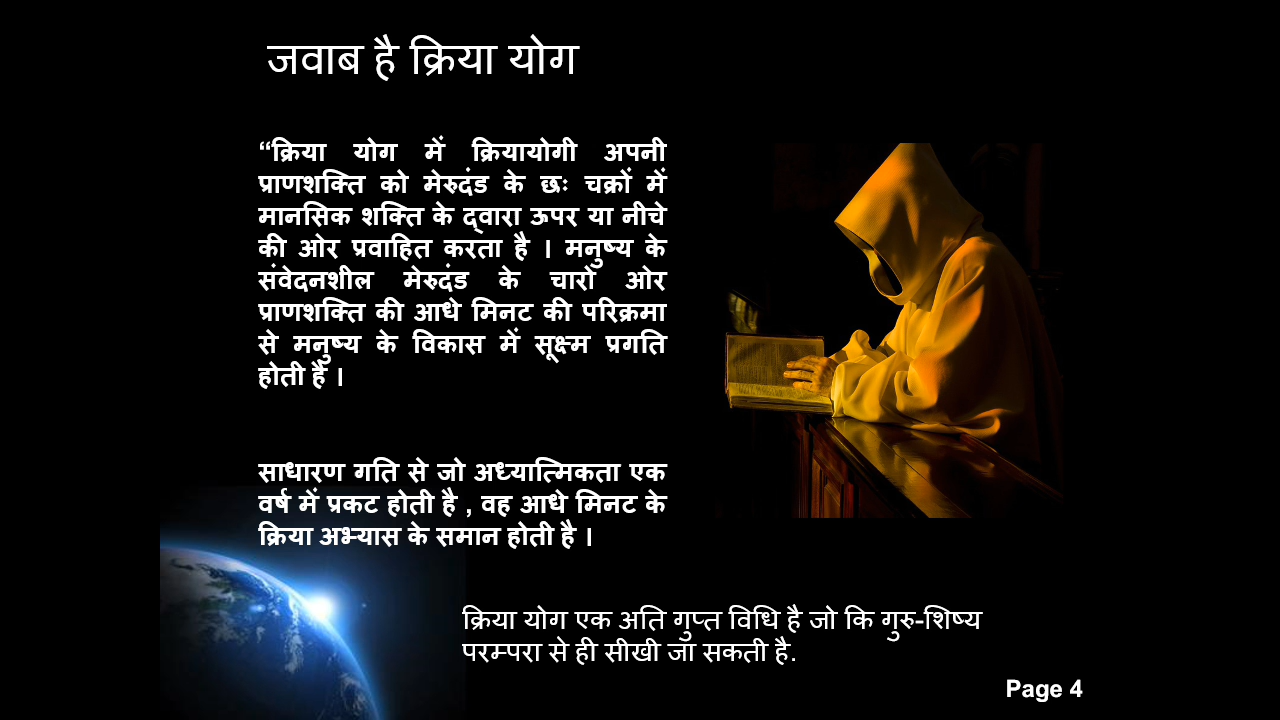 जवाब है क्रिया योग
“क्रिया योग में क्रियायोगी अपनी
प्राणशक्ति को मेरुदंड के छः चक्रों में
मानसिक शक्ति के द्वारा ऊपर या नीचे
की ओर प्रवाहित करता है । मनुष्य के
संवेदनशील मेरुदंड के चारो ओर
प्राणशक्ति की आधे मिनट की परिक्रमा
से मनुष्य के विकास में सूक्ष्म प्रगति
होती है ।
साधारण गति से जो अध्यात्मिकता एक
वर्ष में प्रकट होती है , वह आधे मिनट के
क्रिया अभ्यास के समान होती है ।
क्रिया योग एक अति गुप्त विधि है जो कि गुरु-शिष्य
परम्परा से ही सीखी जा सकती है.
Page 4